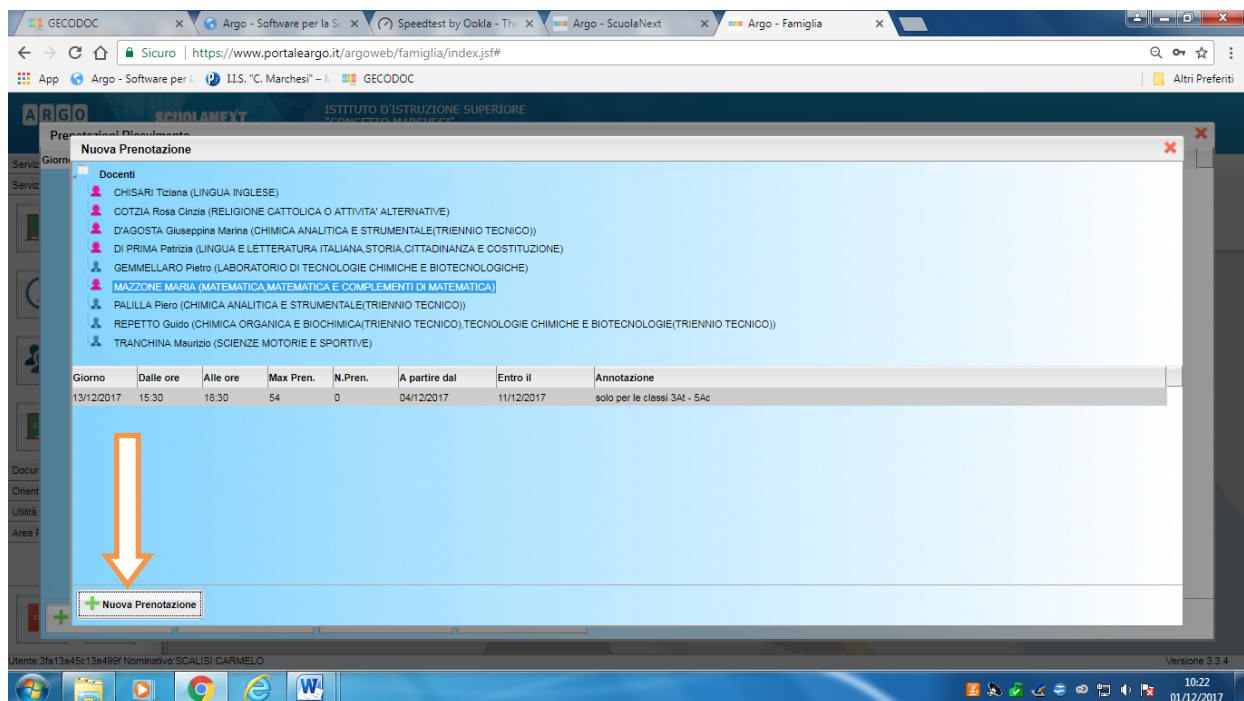 GECODOC
Argo - Software per la Sc
Speedtest by Ookla - The
Argo - ScuolaNext
Argo - Famiglia
Sicuro | https://www.portaleargo.it/argoweb/famiglia/index.jsf#
App
Argo - Software per l
I.I.S. "C. Marchesi" –
GECODOC
Altri Preferiti
ARGO
SCUOLANEXT
ISTITUTO D'ISTRUZIONE SUPERIORE
"CONCETTO MARCHESI"
Prenotazioni Ricevimento
Nuova Prenotazione
Serviz
Giorn
Serviz
Docenti
CHISARI Tiziana (LINGUA INGLESE)
COTZIA Rosa Cinzia (RELIGIONE CATTOLICA O ATTIVITA' ALTERNATIVE)
D'AGOSTA Giuseppina Marina (CHIMICA ANALITICA E STRUMENTALE(TRIENNIO TECNICO))
DI PRIMA Patrizia (LINGUA E LETTERATURA ITALIANA,STORIA,CITTADINANZA E COSTITUZIONE)
GEMMELLARO Pietro (LABORATORIO DI TECNOLOGIE CHIMICHE E BIOTECNOLOGICHE)
MAZZONE MARIA (MATEMATICA,MATEMATICA E COMPLEMENTI DI MATEMATICA)
PALILLA Piero (CHIMICA ANALITICA E STRUMENTALE(TRIENNIO TECNICO))
REPETTO Guido (CHIMICA ORGANICA E BIOCHIMICA(TRIENNIO TECNICO),TECNOLOGIE CHIMICHE E BIOTECNOLOGIE(TRIENNIO TECNICO))
TRANCHINA Maurizio (SCIENZE MOTORIE E SPORTIVE)
Giorno Dalle ore Alle ore Max Pren. N.Pren. A partire dal Entro il Annotazione
13/12/2017 15:30 18:30 54 0 04/12/2017 11/12/2017 solo per le classi 3At - 5Ac
Docur
Orient
Utilità
Area P
Nuova Prenotazione
Utente:3fa13a45c13a499f Nominativo:SCALISI CARMELO
Versione 3.3.4
10:22
01/12/2017